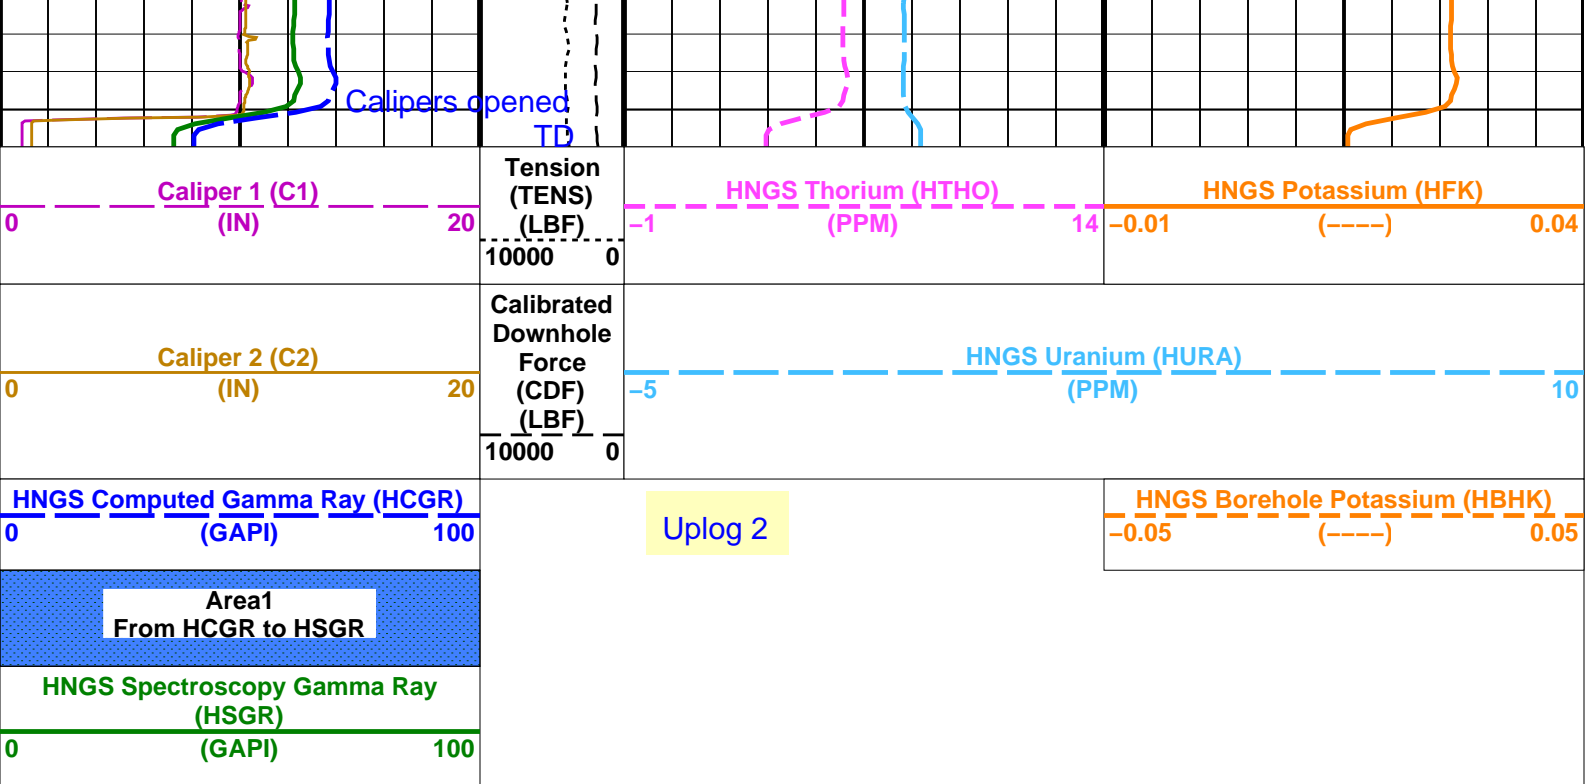 Calipers opened
TD
Caliper 1 (C1)
0 (IN) 20
Tension
(TENS)
(LBF)
10000 0
HNGS Thorium (HTHO)
−1 (PPM) 14
HNGS Potassium (HFK)
−0.01 (−−−−) 0.04
Caliper 2 (C2)
0 (IN) 20
Calibrated
Downhole
Force
(CDF)
(LBF)
10000 0
HNGS Uranium (HURA)
−5 (PPM) 10
HNGS Computed Gamma Ray (HCGR)
0 (GAPI) 100
Uplog 2
HNGS Borehole Potassium (HBHK)
−0.05 (−−−−) 0.05
Area1
From HCGR to HSGR
HNGS Spectroscopy Gamma Ray
(HSGR)
0 (GAPI) 100